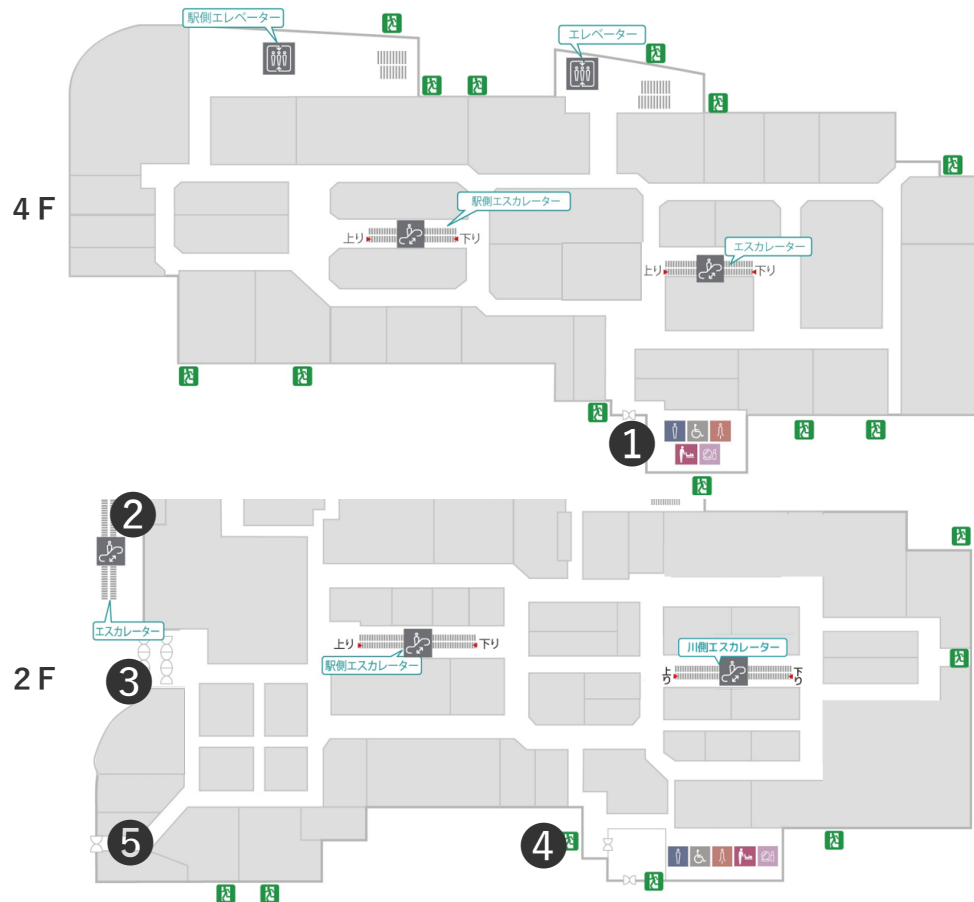 駅側エレベーター
エレベーター
4F
駅側エスカレーター
上り
下り
エスカレーター
上り
下り
1
2
エスカレーター
上り
下り
駅側エスカレーター
川側エスカレーター
上り
下り
2F
3
5
4